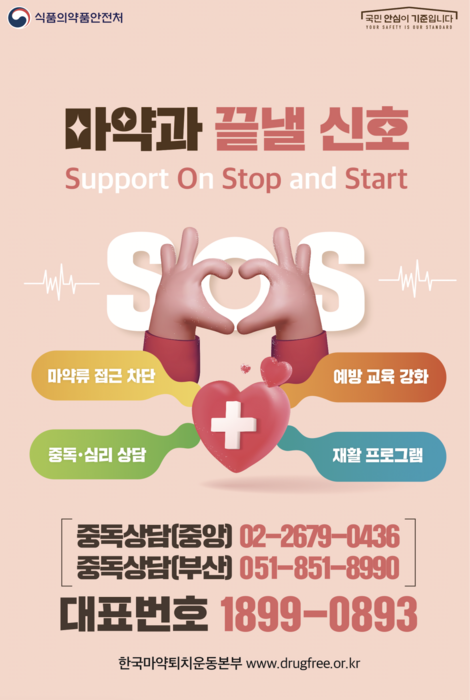 식품의약품안전처
국민 안심이 기준입니다
YOUR SAFETY IS OUR STANDARD
마약과 끝낼 신호
Support On Stop and Start
SOS
마약류 접근 차단
예방 교육 강화
중독·심리 상담
재활 프로그램
중독상담(중앙) 02-2679-0436
중독상담(부산) 051-851-8990
대표번호 1899-0893
한국마약퇴치운동본부 www.drugfree.or.kr